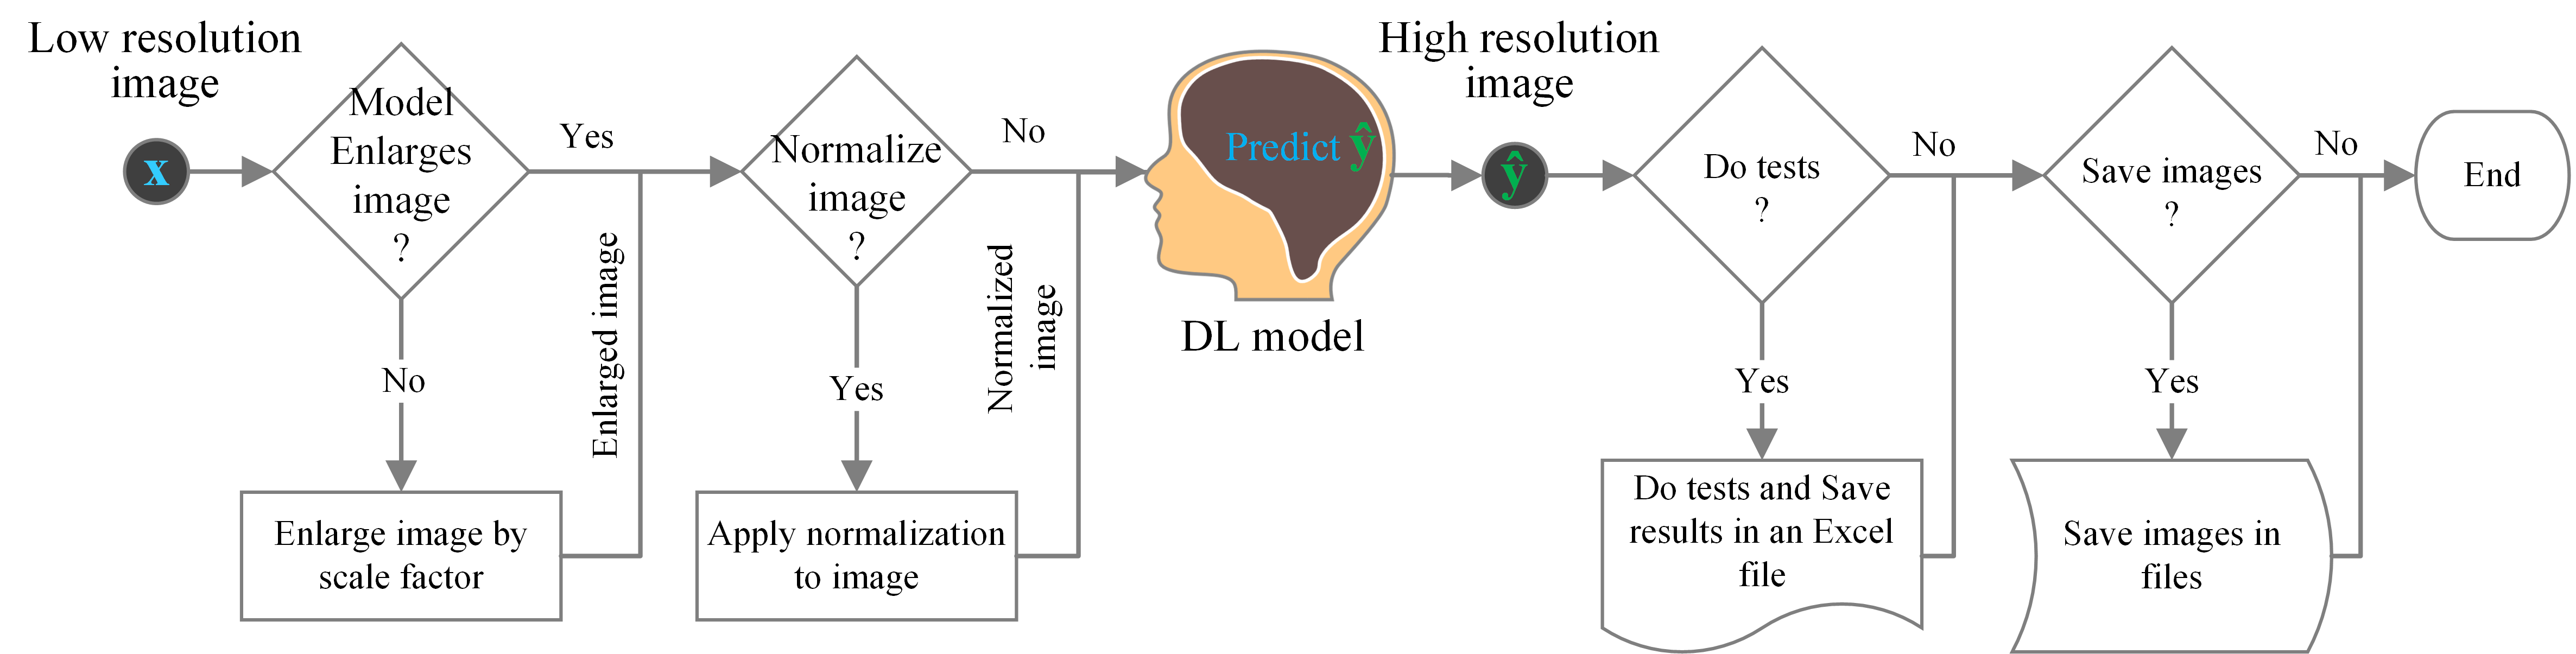 Low resolution
image
x
Model
Enlarges
image
?
Yes
No
Enlarge image by
scale factor
Enlarged image
Normalize
image
?
No
Yes
Apply normalization
to image
Normalized
image
Predict ŷ
DL model
High resolution
image
ŷ
Do tests
?
No
Yes
Do tests and Save
results in an Excel
file
Save images
?
No
Yes
Save images in
files
End